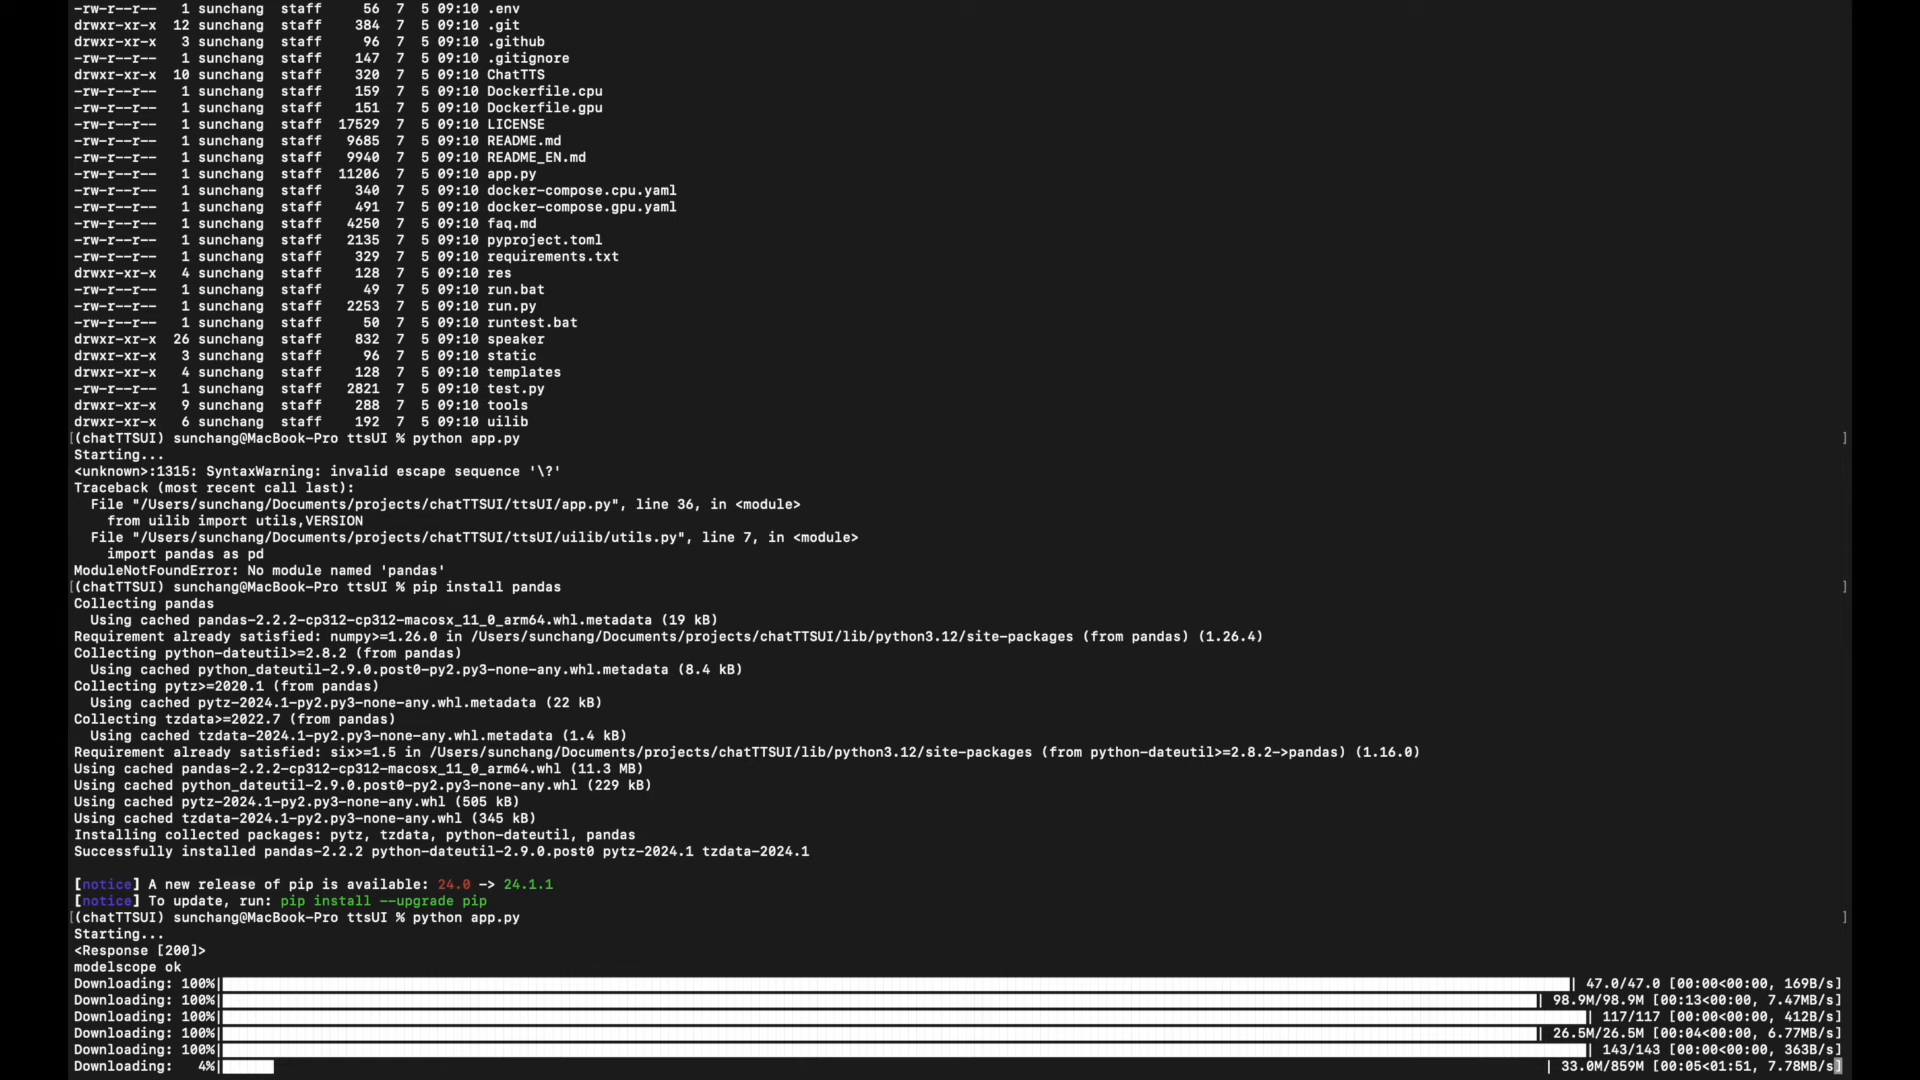 -rw-r--r--   1 sunchang  staff     56  7  5 09:10 .env
drwxr-xr-x  12 sunchang  staff    384  7  5 09:10 .git
drwxr-xr-x   3 sunchang  staff     96  7  5 09:10 .github
-rw-r--r--   1 sunchang  staff    147  7  5 09:10 .gitignore
drwxr-xr-x  10 sunchang  staff    320  7  5 09:10 ChatTTS
-rw-r--r--   1 sunchang  staff    159  7  5 09:10 Dockerfile.cpu
-rw-r--r--   1 sunchang  staff    151  7  5 09:10 Dockerfile.gpu
-rw-r--r--   1 sunchang  staff  17529  7  5 09:10 LICENSE
-rw-r--r--   1 sunchang  staff   9685  7  5 09:10 README.md
-rw-r--r--   1 sunchang  staff   9940  7  5 09:10 README_EN.md
-rw-r--r--   1 sunchang  staff  11206  7  5 09:10 app.py
-rw-r--r--   1 sunchang  staff    340  7  5 09:10 docker-compose.cpu.yaml
-rw-r--r--   1 sunchang  staff    491  7  5 09:10 docker-compose.gpu.yaml
-rw-r--r--   1 sunchang  staff   4250  7  5 09:10 faq.md
-rw-r--r--   1 sunchang  staff   2135  7  5 09:10 pyproject.toml
-rw-r--r--   1 sunchang  staff    329  7  5 09:10 requirements.txt
drwxr-xr-x   4 sunchang  staff    128  7  5 09:10 res
-rw-r--r--   1 sunchang  staff     49  7  5 09:10 run.bat
-rw-r--r--   1 sunchang  staff   2253  7  5 09:10 run.py
-rw-r--r--   1 sunchang  staff     50  7  5 09:10 runtest.bat
drwxr-xr-x  26 sunchang  staff    832  7  5 09:10 speaker
drwxr-xr-x   3 sunchang  staff     96  7  5 09:10 static
drwxr-xr-x   4 sunchang  staff    128  7  5 09:10 templates
-rw-r--r--   1 sunchang  staff   2821  7  5 09:10 test.py
drwxr-xr-x   9 sunchang  staff    288  7  5 09:10 tools
drwxr-xr-x   6 sunchang  staff    192  7  5 09:10 uilib
[(chatTTSUI) sunchang@MacBook-Pro ttsUI % python app.py ]
Starting...
<unknown>:1315: SyntaxWarning: invalid escape sequence '\?'
Traceback (most recent call last):
  File "/Users/sunchang/Documents/projects/chatTTSUI/ttsUI/app.py", line 36, in <module>
    from uilib import utils,VERSION
  File "/Users/sunchang/Documents/projects/chatTTSUI/ttsUI/uilib/utils.py", line 7, in <module>
    import pandas as pd
ModuleNotFoundError: No module named 'pandas'
[(chatTTSUI) sunchang@MacBook-Pro ttsUI % pip install pandas ]
Collecting pandas
  Using cached pandas-2.2.2-cp312-cp312-macosx_11_0_arm64.whl.metadata (19 kB)
Requirement already satisfied: numpy>=1.26.0 in /Users/sunchang/Documents/projects/chatTTSUI/lib/python3.12/site-packages (from pandas) (1.26.4)
Collecting python-dateutil>=2.8.2 (from pandas)
  Using cached python_dateutil-2.9.0.post0-py2.py3-none-any.whl.metadata (8.4 kB)
Collecting pytz>=2020.1 (from pandas)
  Using cached pytz-2024.1-py2.py3-none-any.whl.metadata (22 kB)
Collecting tzdata>=2022.7 (from pandas)
  Using cached tzdata-2024.1-py2.py3-none-any.whl.metadata (1.4 kB)
Requirement already satisfied: six>=1.5 in /Users/sunchang/Documents/projects/chatTTSUI/lib/python3.12/site-packages (from python-dateutil>=2.8.2->pandas) (1.16.0)
Using cached pandas-2.2.2-cp312-cp312-macosx_11_0_arm64.whl (11.3 MB)
Using cached python_dateutil-2.9.0.post0-py2.py3-none-any.whl (229 kB)
Using cached pytz-2024.1-py2.py3-none-any.whl (505 kB)
Using cached tzdata-2024.1-py2.py3-none-any.whl (345 kB)
Installing collected packages: pytz, tzdata, python-dateutil, pandas
Successfully installed pandas-2.2.2 python-dateutil-2.9.0.post0 pytz-2024.1 tzdata-2024.1
[notice] A new release of pip is available: 24.0 -> 24.1.1
[notice] To update, run: pip install --upgrade pip
[(chatTTSUI) sunchang@MacBook-Pro ttsUI % python app.py ]
Starting...
<Response [200]>
modelscope ok
Downloading: 100%| | 47.0/47.0 [00:00<00:00, 169B/s]
Downloading: 100%| | 98.9M/98.9M [00:13<00:00, 7.47MB/s]
Downloading: 100%| | 117/117 [00:00<00:00, 412B/s]
Downloading: 100%| | 26.5M/26.5M [00:04<00:00, 6.77MB/s]
Downloading: 100%| | 143/143 [00:00<00:00, 363B/s]
Downloading:   4%| | 33.0M/859M [00:05<01:51, 7.78MB/s]